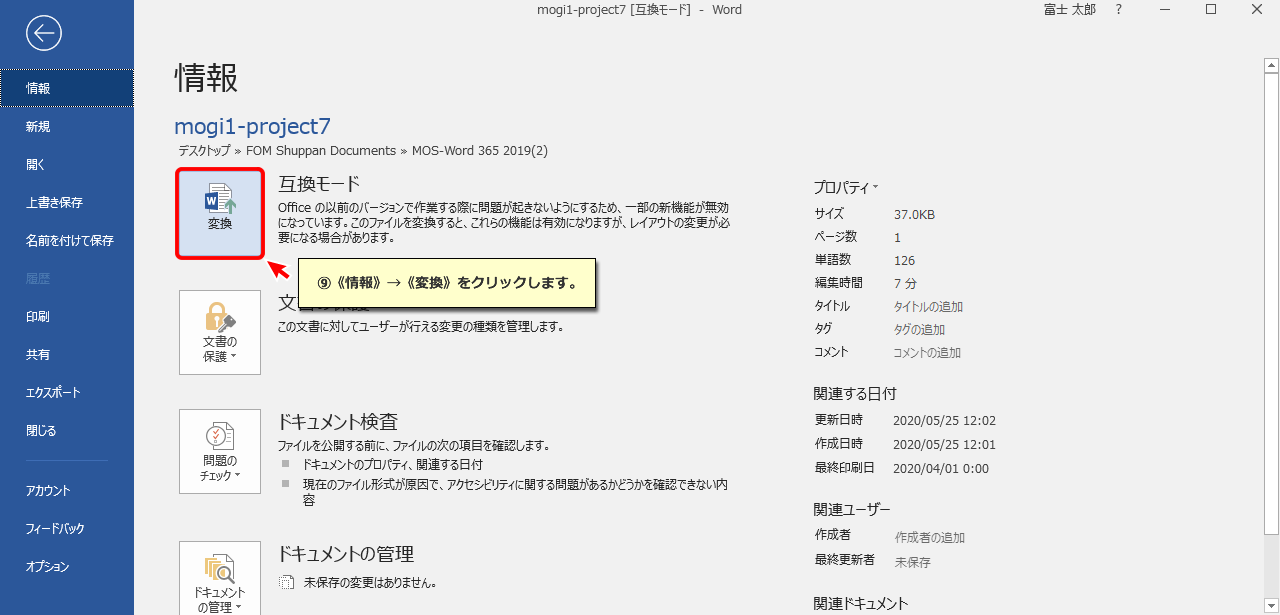 mogi1-project7 [互換モード] - Word
富士 太郎 ?
情報
新規
開く
上書き保存
名前を付けて保存
履歴
印刷
共有
エクスポート
閉じる
アカウント
フィードバック
オプション
情報
mogi1-project7
デスクトップ » FOM Shuppan Documents » MOS-Word 365 2019(2)
変換
互換モード
Office の以前のバージョンで作業する際に問題が起きないようにするため、一部の新機能が無効
になっています。このファイルを変換すると、これらの機能は有効になりますが、レイアウトの変更が必
要になる場合があります。
⑨《情報》→《変換》をクリックします。
文書の
保護
文書の保護
この文書に対してユーザーが行える変更の種類を管理します。
問題の
チェック
ドキュメント検査
ファイルを公開する前に、ファイルの次の項目を確認します。
ドキュメントのプロパティ、関連する日付
現在のファイル形式が原因で、アクセシビリティに関する問題があるかどうかを確認できない内
容
ドキュメント
の管理
ドキュメントの管理
未保存の変更はありません。
プロパティ
サイズ 37.0KB
ページ数 1
単語数 126
編集時間 7 分
タイトル タイトルの追加
タグ タグの追加
コメント コメントの追加
関連する日付
更新日時 2020/05/25 12:02
作成日時 2020/05/25 12:01
最終印刷日 2020/04/01 0:00
関連ユーザー
作成者 作成者の追加
最終更新者 未保存
関連ドキュメント